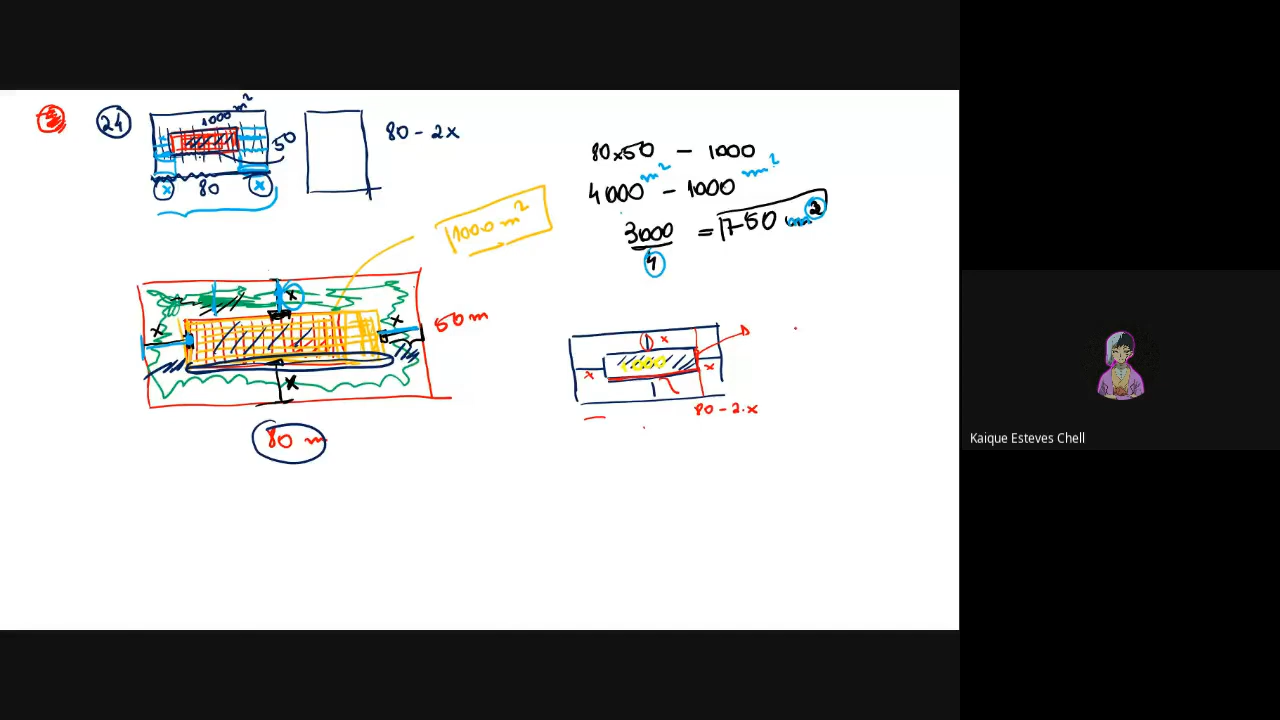 24
1000 m²
50
x 80 x
80 - 2x
80x50 - 1000
4000 m² - 1000 m²
3000 = 750 m²
4
1000 m²
x
x
x
50 m
x
80 m
x
1000
x
x
80 - 2.x
Kaique Esteves Chell